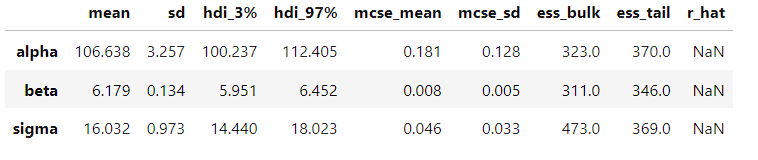 mean sd hdi_3% hdi_97% mcse_mean mcse_sd ess_bulk ess_tail r_hat
alpha 106.638 3.257 100.237 112.405 0.181 0.128 323.0 370.0 NaN
beta 6.179 0.134 5.951 6.452 0.008 0.005 311.0 346.0 NaN
sigma 16.032 0.973 14.440 18.023 0.046 0.033 473.0 369.0 NaN